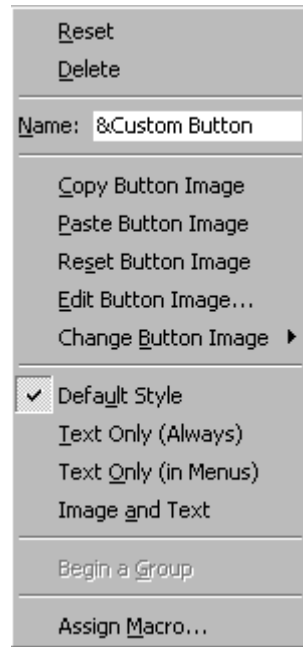 Reset
Delete
Name: &Custom Button
Copy Button Image
Paste Button Image
Reset Button Image
Edit Button Image...
Change Button Image
Default Style
Text Only (Always)
Text Only (in Menus)
Image and Text
Begin a Group
Assign Macro...